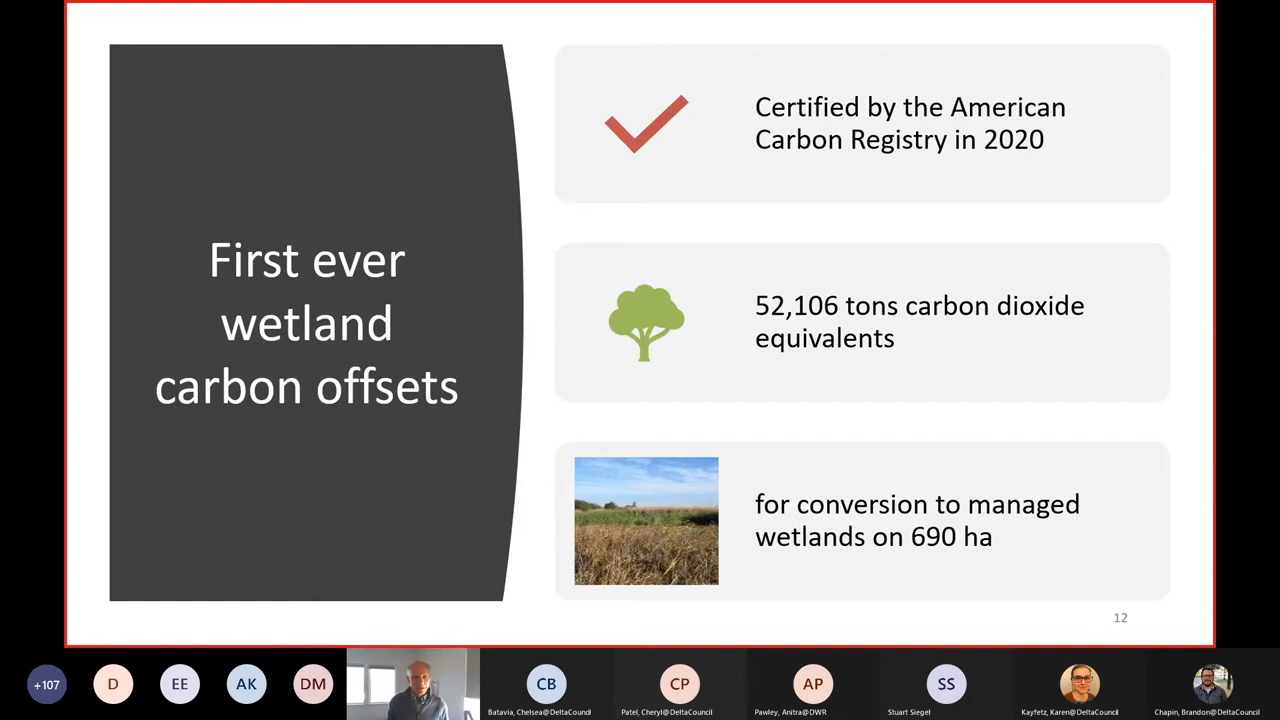 First ever
wetland
carbon offsets
Certified by the American
Carbon Registry in 2020
52,106 tons carbon dioxide
equivalents
for conversion to managed
wetlands on 690 ha
12
+107
D
EE
AK
DM
CB
Batavia, Chelsea@DeltaCouncil
CP
Patel, Cheryl@DeltaCouncil
AP
Pawley, Anitra@DWR
SS
Stuart Siegel
Kayfetz, Karen@DeltaCouncil
Chapin, Brandon@DeltaCouncil